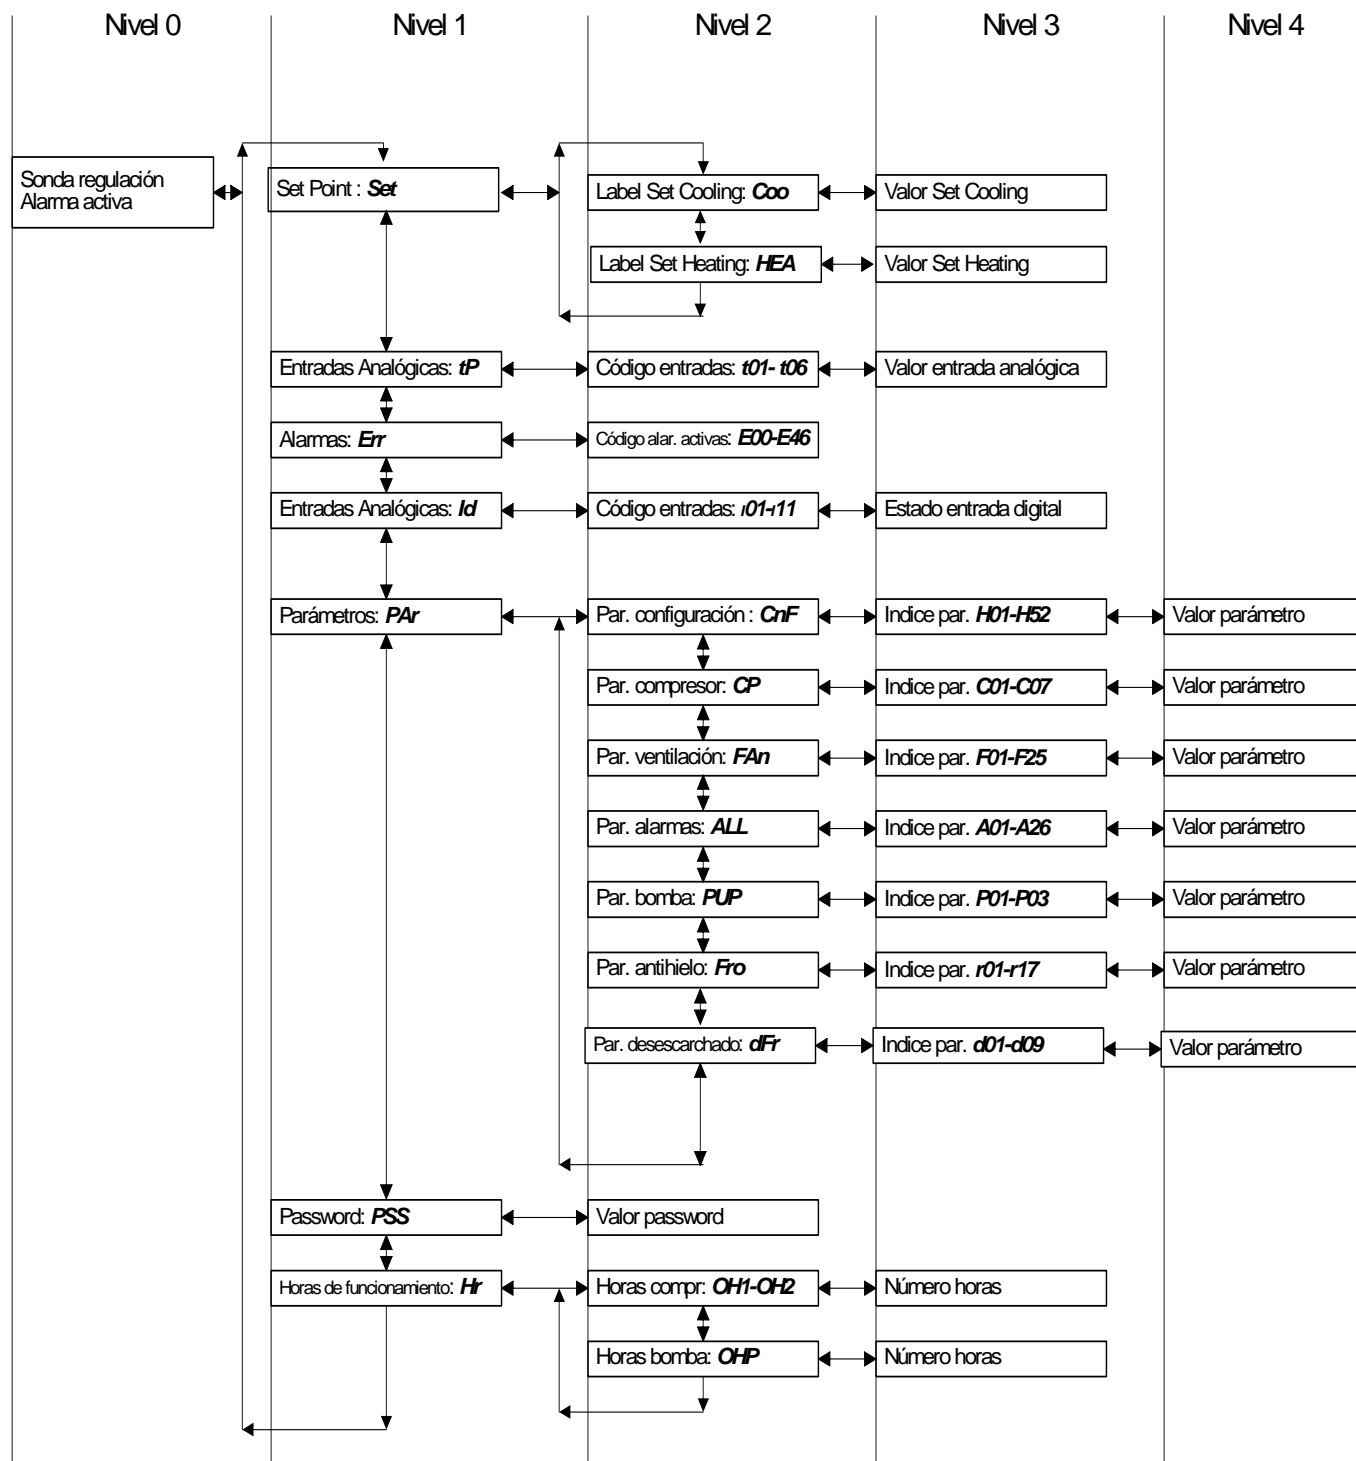 Nivel 0 Nivel 1 Nivel 2 Nivel 3 Nivel 4
Sonda regulación
Alarma activa
Set Point : Set
Label Set Cooling: Coo
Valor Set Cooling
Label Set Heating: HEA
Valor Set Heating
Entradas Analógicas: tP
Código entradas: t01- t06
Valor entrada analógica
Alarmas: Err
Código alar. activas: E00-E46
Entradas Analógicas: Id
Código entradas: ı01-ı11
Estado entrada digital
Parámetros: PAr
Par. configuración : CnF
Indice par. H01-H52
Valor parámetro
Par. compresor: CP
Indice par. C01-C07
Valor parámetro
Par. ventilación: FAn
Indice par. F01-F25
Valor parámetro
Par. alarmas: ALL
Indice par. A01-A26
Valor parámetro
Par. bomba: PUP
Indice par. P01-P03
Valor parámetro
Par. antihielo: Fro
Indice par. r01-r17
Valor parámetro
Par. desescarchado: dFr
Indice par. d01-d09
Valor parámetro
Password: PSS
Valor password
Horas de funcionamiento: Hr
Horas compr: OH1-OH2
Número horas
Horas bomba: OHP
Número horas